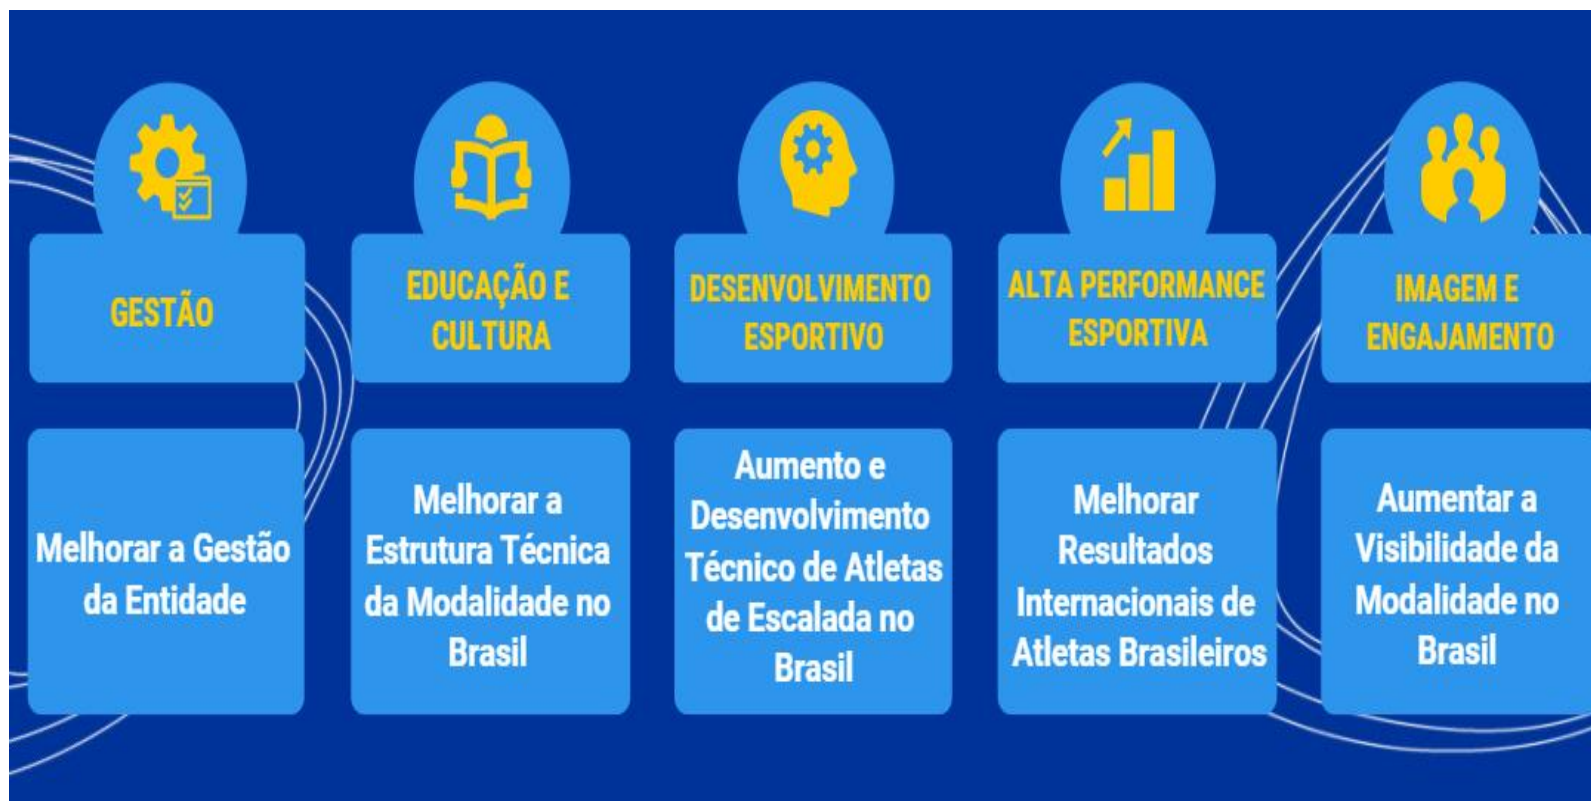 GESTÃO
EDUCAÇÃO E
CULTURA
DESENVOLVIMENTO
ESPORTIVO
ALTA PERFORMANCE
ESPORTIVA
IMAGEM E
ENGAJAMENTO
Melhorar a Gestão
da Entidade
Melhorar a
Estrutura Técnica
da Modalidade no
Brasil
Aumento e
Desenvolvimento
Técnico de Atletas
de Escalada no
Brasil
Melhorar
Resultados
Internacionais de
Atletas Brasileiros
Aumentar a
Visibilidade da
Modalidade no
Brasil